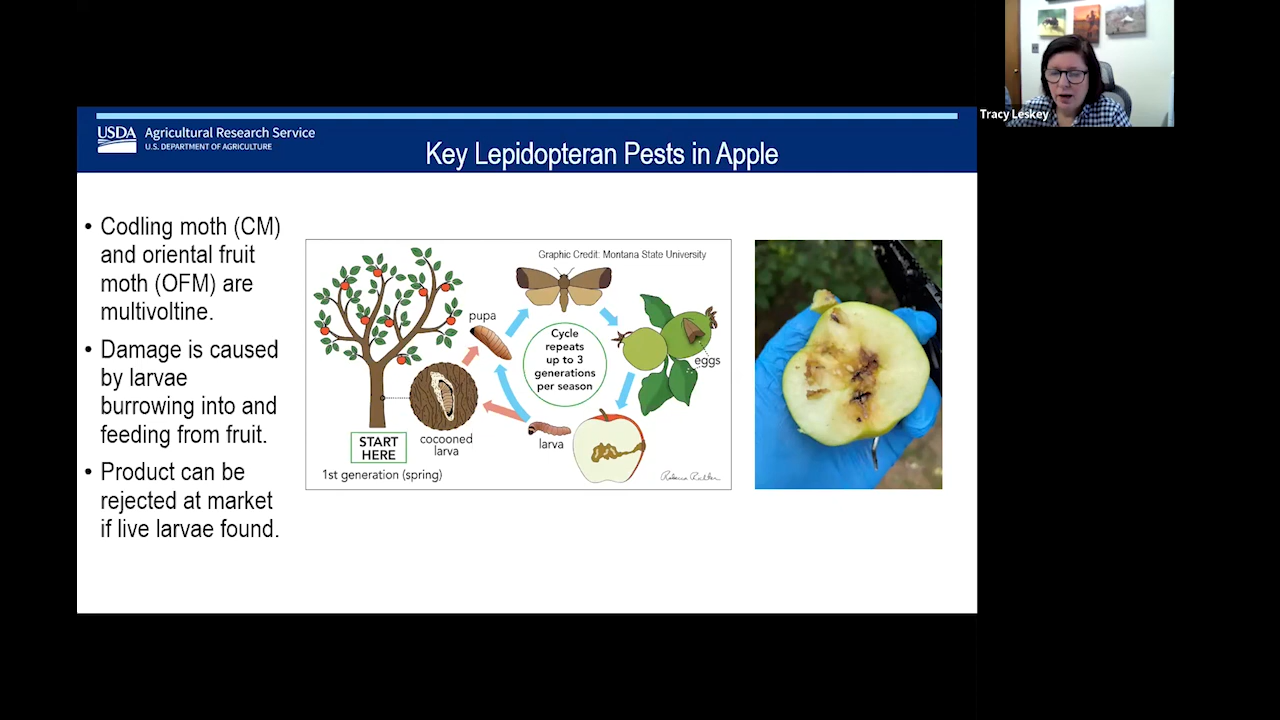 Tracy Leskey
USDA
Agricultural Research Service
U.S. DEPARTMENT OF AGRICULTURE
Key Lepidopteran Pests in Apple
• Codling moth (CM)
and oriental fruit
moth (OFM) are
multivoltine.
• Damage is caused
by larvae
burrowing into and
feeding from fruit.
• Product can be
rejected at market
if live larvae found.
Graphic Credit: Montana State University
pupa
Cycle
repeats
up to 3
generations
per season
eggs
larva
cocooned
larva
START
HERE
1st generation (spring)